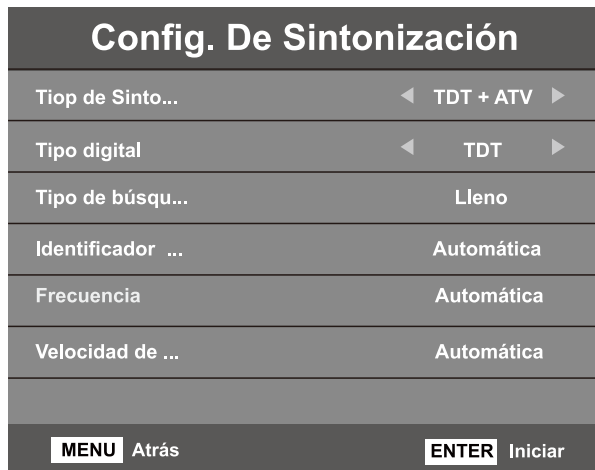 Config. De Sintonización
Tiop de Sinto... TDT + ATV
Tipo digital TDT
Tipo de búsqu... Lleno
Identificador ... Automática
Frecuencia Automática
Velocidad de ... Automática
MENU Atrás ENTER Iniciar